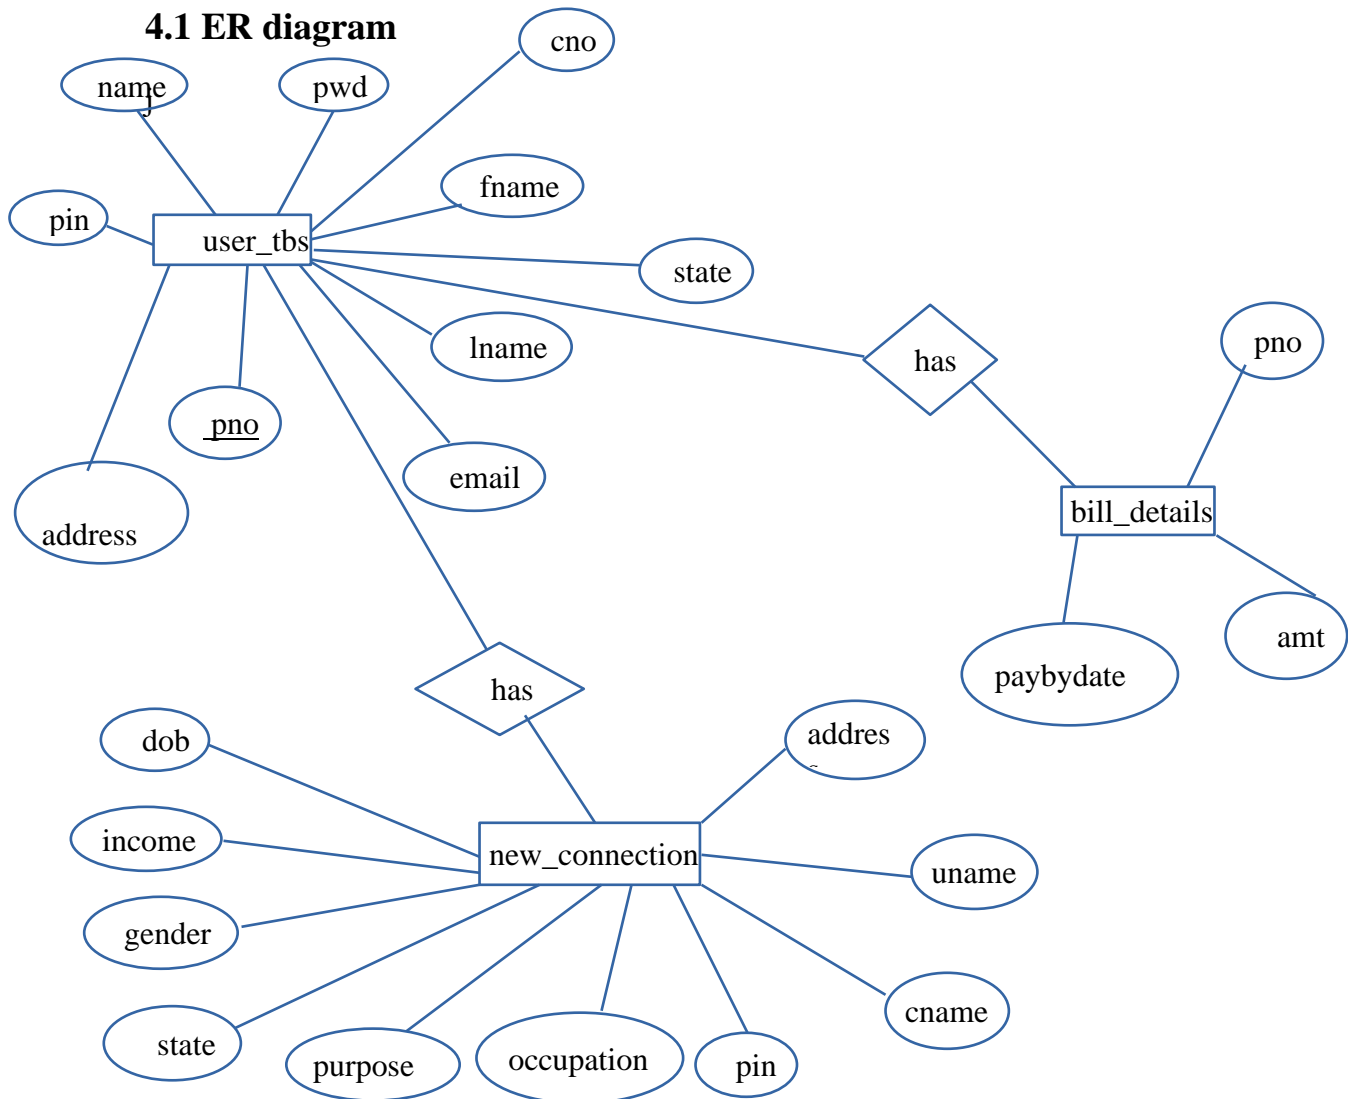 4.1 ER diagram
cno
name
j
pwd
fname
pin
user_tbs
state
lname
has
pno
pno
email
address
bill_details
amt
paybydate
has
dob
addres
s
income
new_connection
uname
gender
cname
state
purpose
occupation
pin